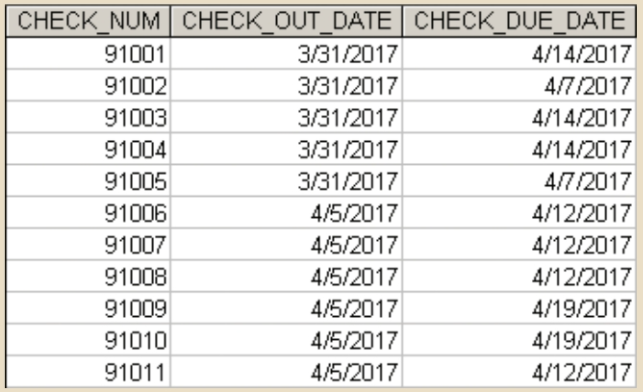 CHECK_NUM CHECK_OUT_DATE CHECK_DUE_DATE
91001 3/31/2017 4/14/2017
91002 3/31/2017 4/7/2017
91003 3/31/2017 4/14/2017
91004 3/31/2017 4/14/2017
91005 3/31/2017 4/7/2017
91006 4/5/2017 4/12/2017
91007 4/5/2017 4/12/2017
91008 4/5/2017 4/12/2017
91009 4/5/2017 4/19/2017
91010 4/5/2017 4/19/2017
91011 4/5/2017 4/12/2017